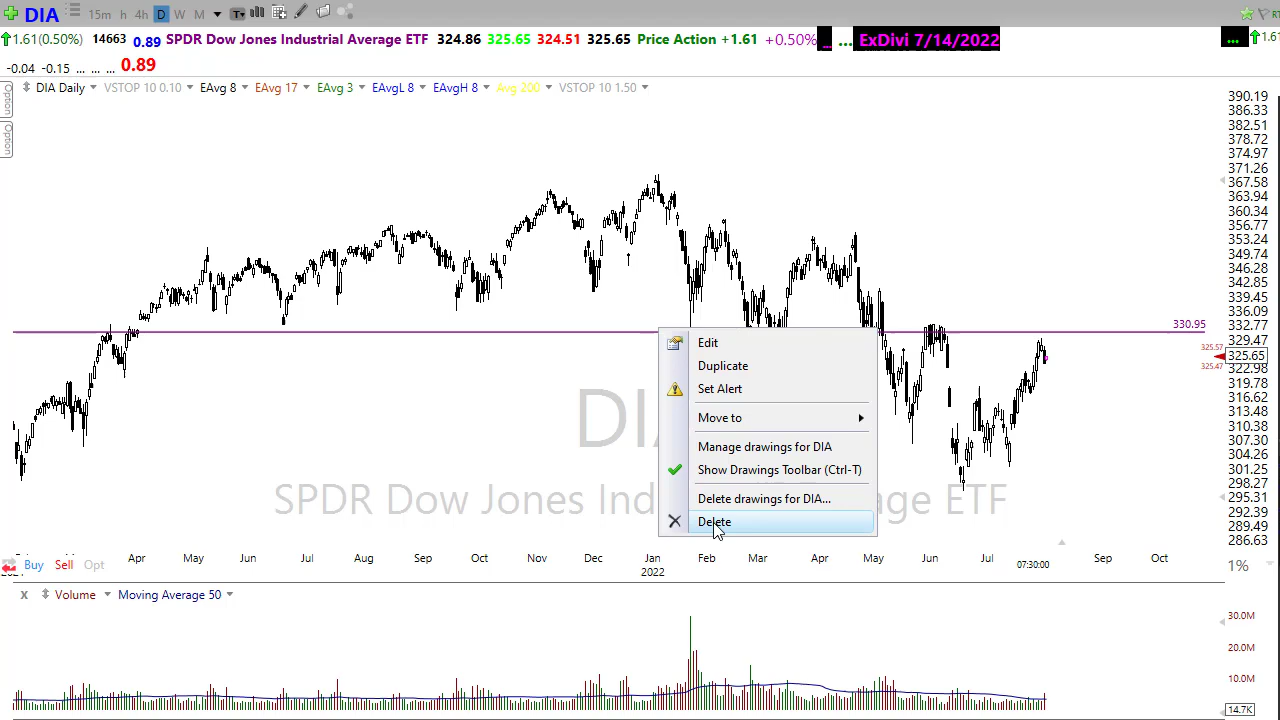 DIA 15m h 4h D W M
1.61(0.50%) 14663 0.89 SPDR Dow Jones Industrial Average ETF 324.86 325.65 324.51 325.65 Price Action +1.61 +0.50% ... ... ExDivi 7/14/2022 ... 1.61
-0.04 -0.15 ... ... 0.89
DIA Daily VSTOP 10 0.10 EAvg 8 EAvg 17 EAvg 3 EAvgL 8 EAvgH 8 Avg 200 VSTOP 10 1.50
Option
Option
390.19
386.33
382.51
378.72
374.97
371.26
367.58
363.94
360.34
356.77
353.24
349.74
346.28
342.85
339.45
336.09
332.77
329.47
325.65
322.98
319.78
316.62
313.48
310.38
307.30
304.26
301.25
298.27
295.31
292.39
289.49
286.63
330.95
325.57
325.47
Edit
Duplicate
Set Alert
Move to
Manage drawings for DIA
Show Drawings Toolbar (Ctrl-T)
Delete drawings for DIA...
Delete
SPDR Dow Jones Ind age ETF
Apr May Jun Jul Aug Sep Oct Nov Dec Jan Feb Mar Apr May Jun Jul Sep Oct
2022
07:30:00
Buy Sell Opt
1%
X Volume Moving Average 50
30.0M
20.0M
10.0M
14.7K